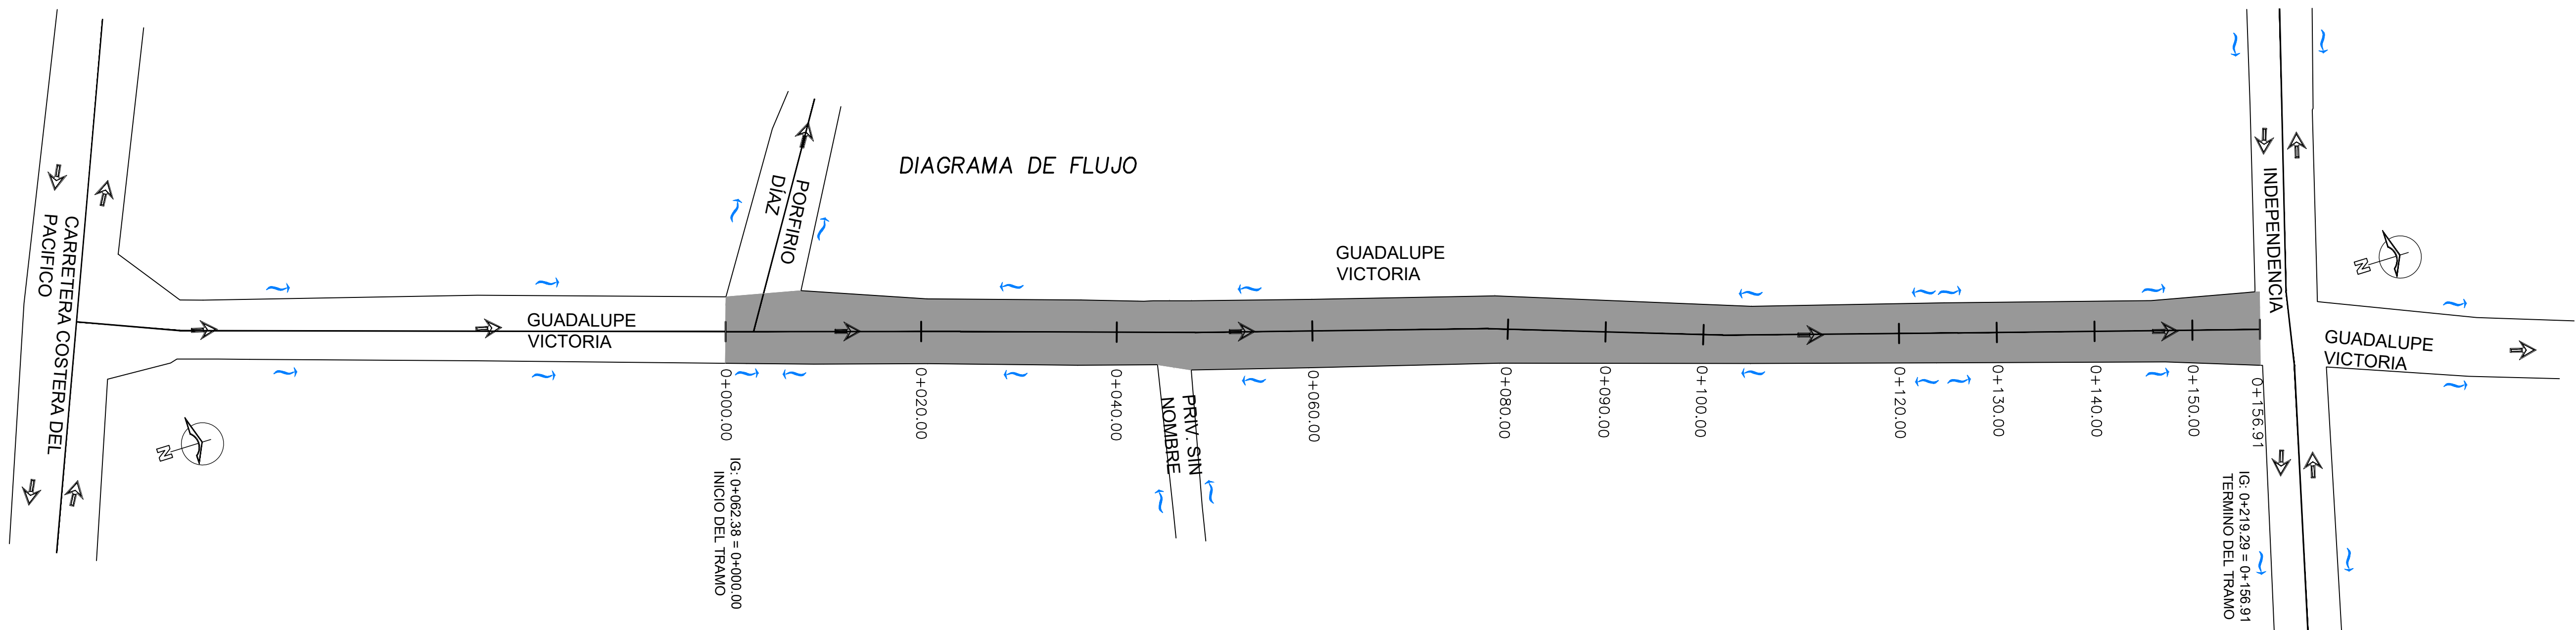 CARRETERA COSTERA DEL
PACIFICO
N
GUADALUPE
VICTORIA
PORFIRIO
DÍAZ
DIAGRAMA DE FLUJO
GUADALUPE
VICTORIA
PRIV. SIN
NOMBRE
0+000.00
0+020.00
0+040.00
0+060.00
0+080.00
0+090.00
0+100.00
0+120.00
0+130.00
0+140.00
0+150.00
0+156.91
IG: 0+062.38 = 0+000.00
INICIO DEL TRAMO
IG: 0+219.29 = 0+156.91
TERMINO DEL TRAMO
INDEPENDENCIA
N
GUADALUPE
VICTORIA